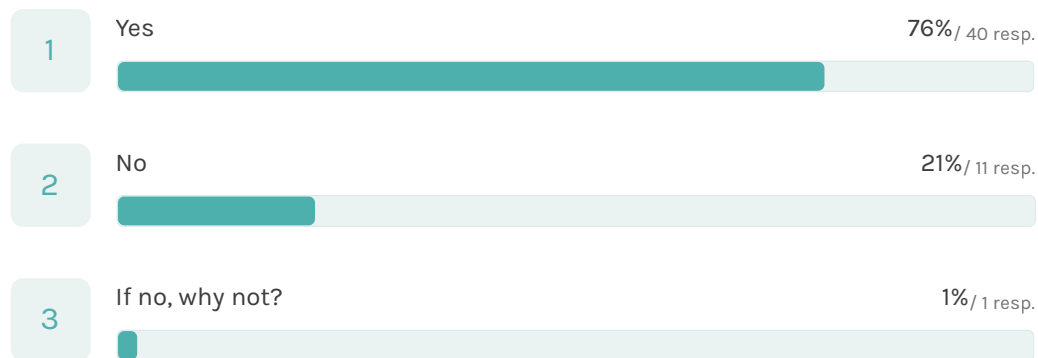 1
Yes
76% / 40 resp.
2
No
21% / 11 resp.
3
If no, why not?
1% / 1 resp.